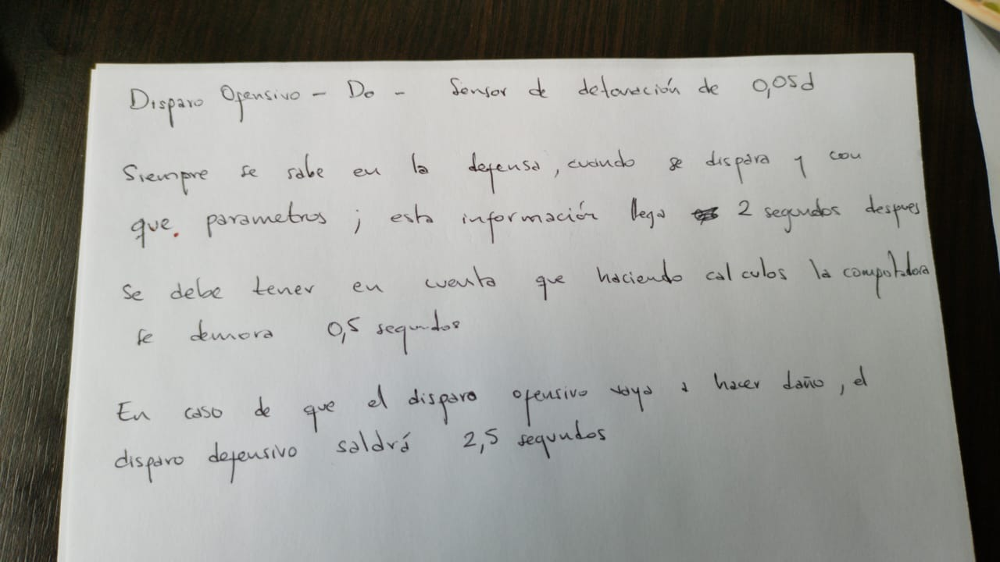 Disparo Ofensivo - Do - Sensor de detonación de 0,05d
Siempre se sabe en la defensa, cuando se dispara y con
que. parametros ; esta información llega 2 segundos despues
Se debe tener en cuenta que haciendo calculos la computadora
se demora 0,5 segundos
En caso de que el disparo ofensivo vaya a hacer daño, el
disparo defensivo saldrá 2,5 segundos